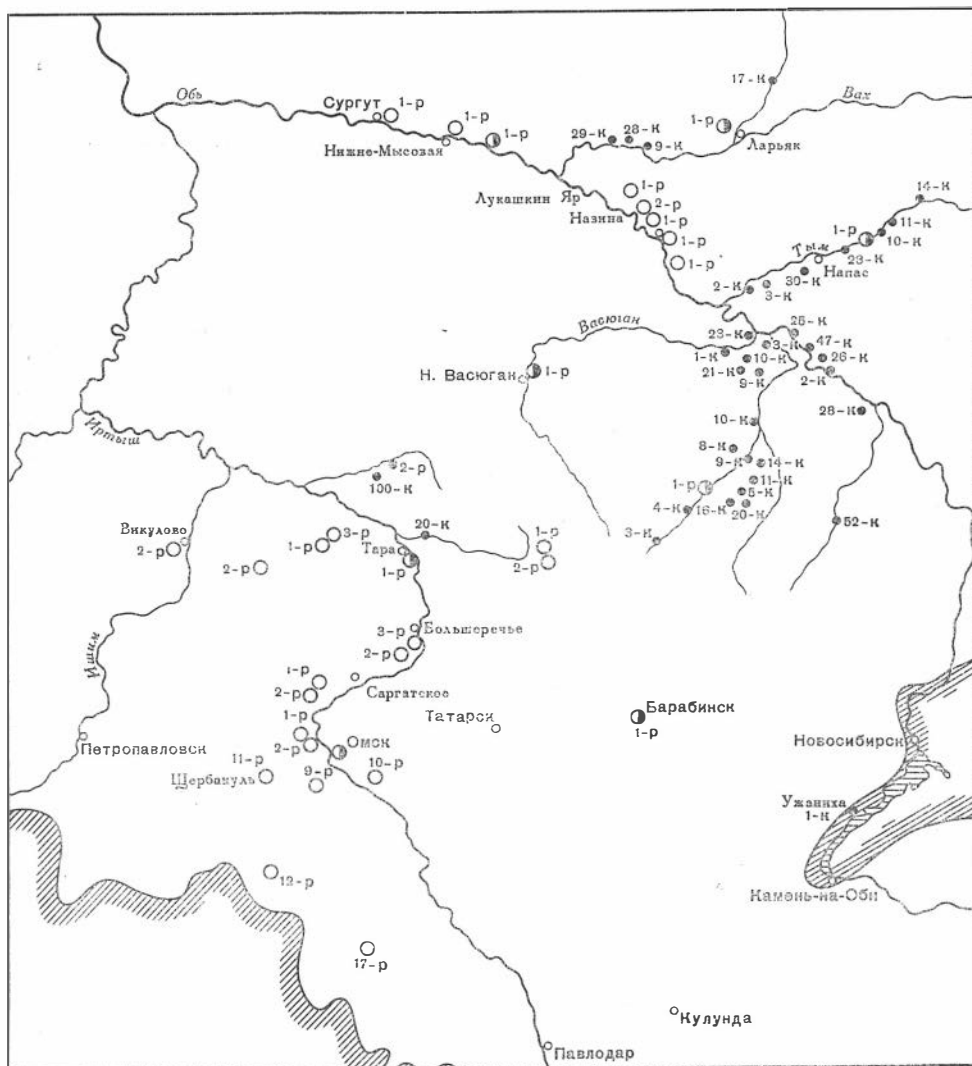 17-К
Обь
Вах
Сургут
1-р
1-р
1-р
1-р
29-К
28-К
9-К
Ларьяк
Нижне-Мысовая
14-К
Лукашкин Яр
1-р
2-р
11-К
Назина
1-р
1-р
10-К
1-р
Тым
23-К
1-р
Напас
30-К
2-К
3-К
Васюган
23-К
25-К
3-К
47-К
1-К
10-К
26-К
Н. Васюган
1-р
21-К
9-К
2-К
10-К
28-К
Иртыш
8-К
2-р
9-К
14-К
100-К
1-р
11-К
5-К
4-К
16-К
20-К
Викулово
3-р
20-К
52-К
2-р
1-р
Тара
1-р
3-К
2-р
1-р
2-р
3-р
Большеречье
2-р
Ишим
1-р
Саргатское
2-р
Барабинск
1-р
Татарск
1-р
Петропавловск
2-р
Омск
Новосибирск
11-р
Щербакуль
9-р
10-р
Ужаниха
1-К
12-р
Камень-на-Оби
17-р
Кулунда
Павлодар